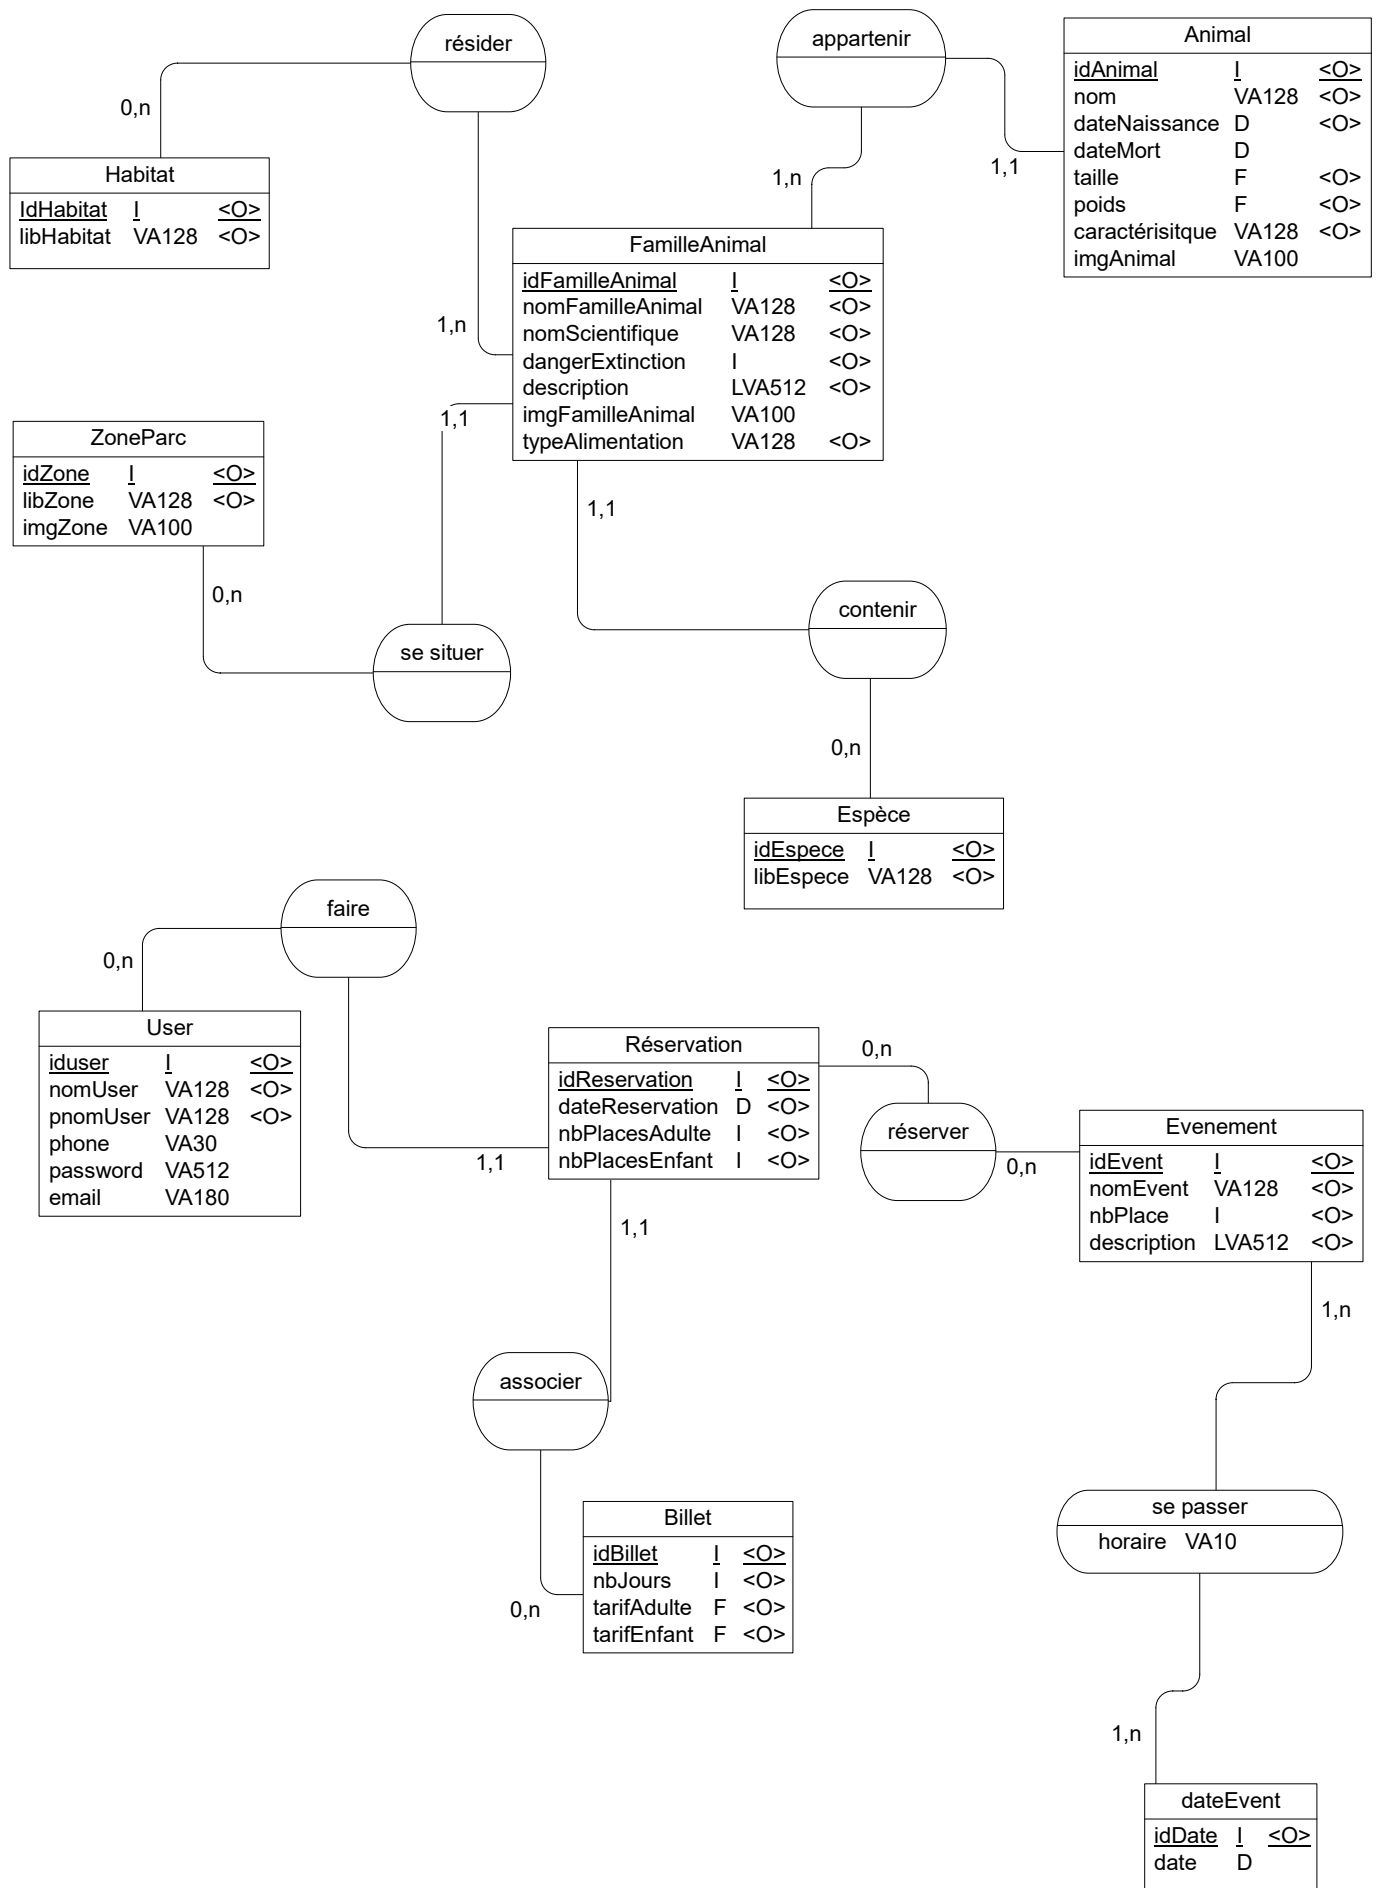 résider
appartenir
0,n
1,n
1,n
1,1
Animal
idAnimal I <O>
nom VA128 <O>
dateNaissance D <O>
dateMort D
taille F <O>
poids F <O>
caractérisitque VA128 <O>
imgAnimal VA100
Habitat
IdHabitat I <O>
libHabitat VA128 <O>
FamilleAnimal
idFamilleAnimal I <O>
nomFamilleAnimal VA128 <O>
nomScientifique VA128 <O>
dangerExtinction I <O>
description LVA512 <O>
imgFamilleAnimal VA100
typeAlimentation VA128 <O>
1,1
ZoneParc
idZone I <O>
libZone VA128 <O>
imgZone VA100
0,n
se situer
1,1
contenir
0,n
Espèce
idEspece I <O>
libEspece VA128 <O>
faire
0,n
1,1
User
iduser I <O>
nomUser VA128 <O>
pnomUser VA128 <O>
phone VA30
password VA512
email VA180
Réservation
idReservation I <O>
dateReservation D <O>
nbPlacesAdulte I <O>
nbPlacesEnfant I <O>
0,n
réserver
0,n
Evenement
idEvent I <O>
nomEvent VA128 <O>
nbPlace I <O>
description LVA512 <O>
1,1
associer
0,n
Billet
idBillet I <O>
nbJours I <O>
tarifAdulte F <O>
tarifEnfant F <O>
1,n
se passer
horaire VA10
1,n
dateEvent
idDate I <O>
date D